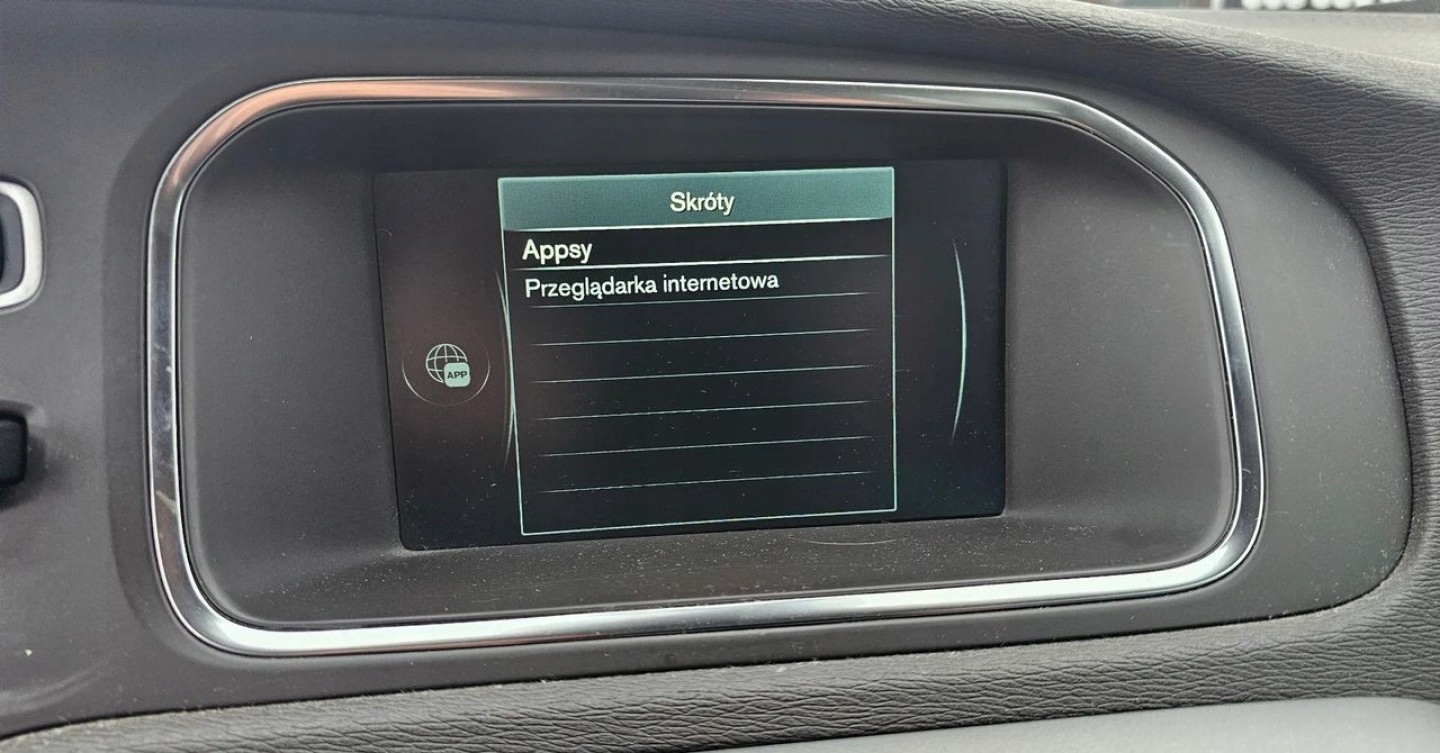 Skróty
Appsy
Przeglądarka internetowa
APP